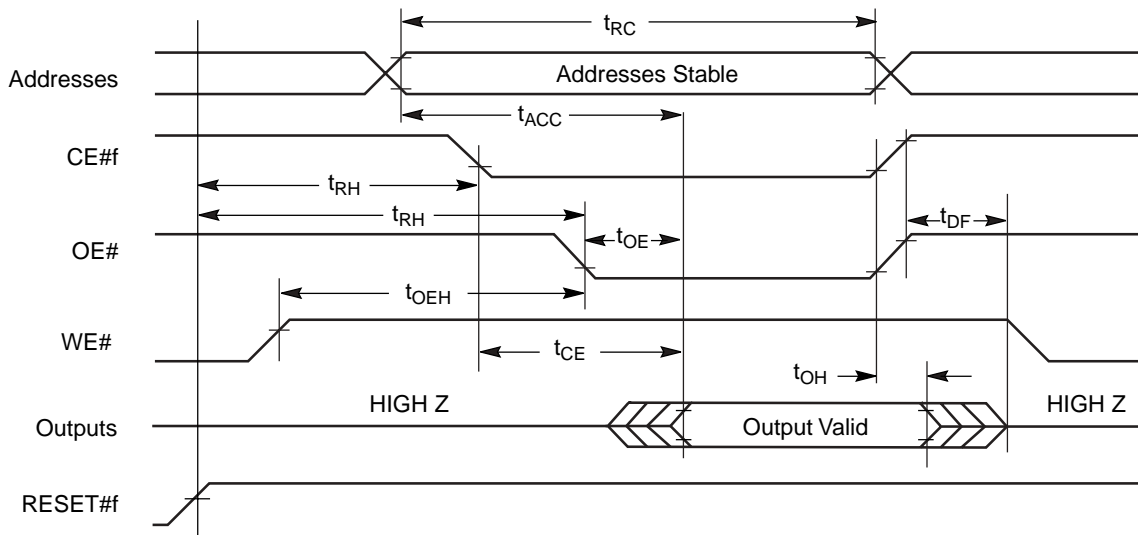 tRC
Addresses
Addresses Stable
tACC
CE#f
tRH
tRH
tDF
OE#
tOE
tOEH
WE#
tCE
tOH
HIGH Z
HIGH Z
Outputs
Output Valid
RESET#f